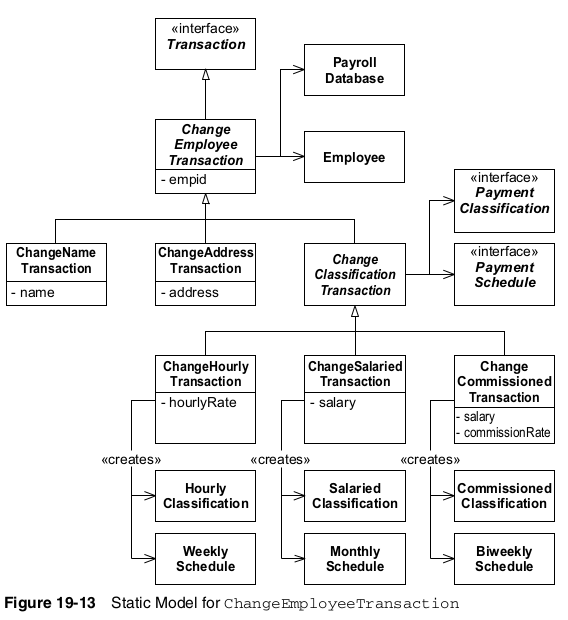 «interface»
Transaction
Payroll
Database
Change
Employee
Transaction
- empid
Employee
«interface»
Payment
Classification
ChangeName
Transaction
- name
ChangeAddress
Transaction
- address
Change
Classification
Transaction
«interface»
Payment
Schedule
ChangeHourly
Transaction
- hourlyRate
ChangeSalaried
Transaction
- salary
Change
Commissioned
Transaction
- salary
- commissionRate
«creates»
«creates»
«creates»
Hourly
Classification
Salaried
Classification
Commissioned
Classification
Weekly
Schedule
Monthly
Schedule
Biweekly
Schedule
Figure 19-13 Static Model for ChangeEmployeeTransaction